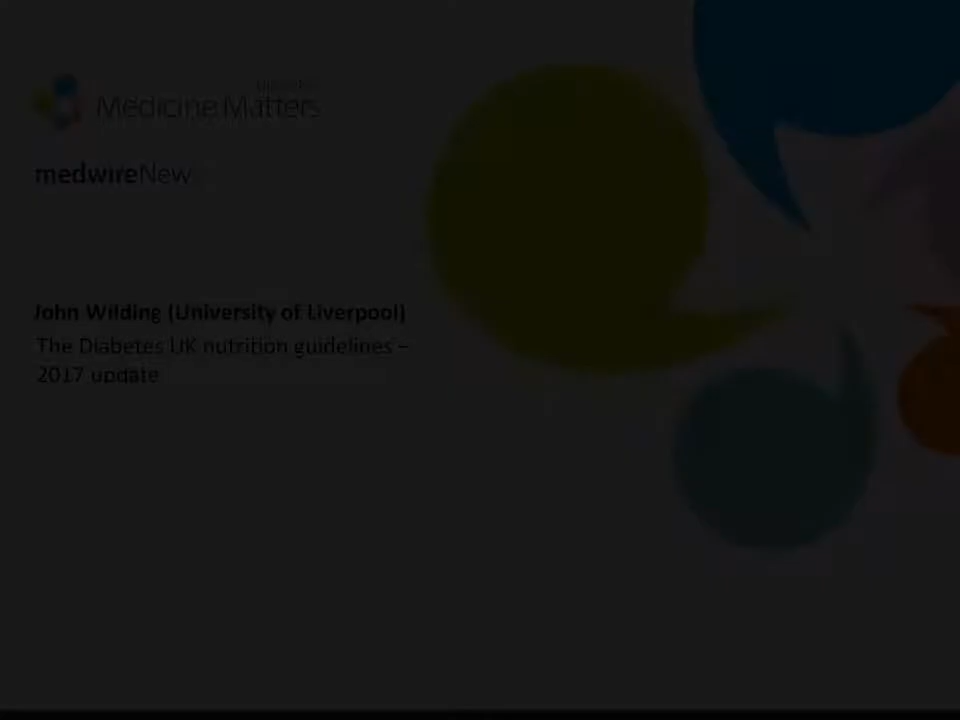 Medicine Matters
medwireNews
John Wilding (University of Liverpool)
The Diabetes UK nutrition guidelines –
2017 update